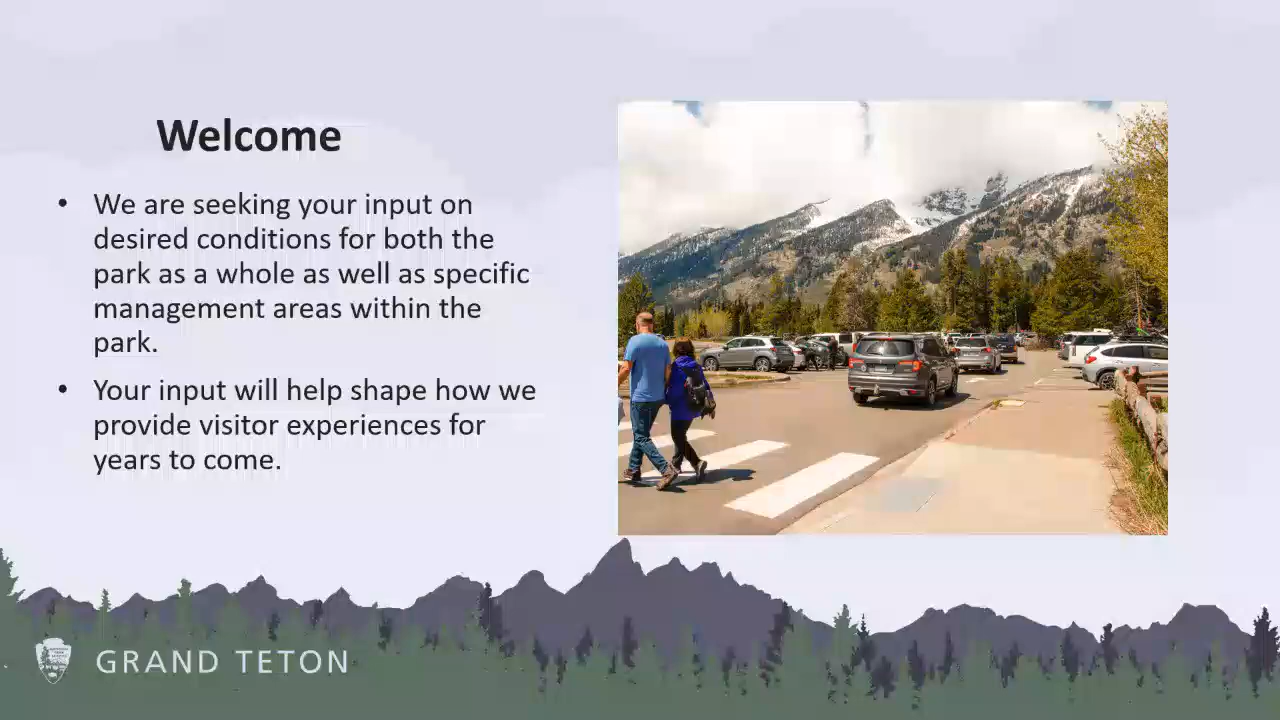 Welcome
• We are seeking your input on
desired conditions for both the
park as a whole as well as specific
management areas within the
park.
• Your input will help shape how we
provide visitor experiences for
years to come.
GRAND TETON